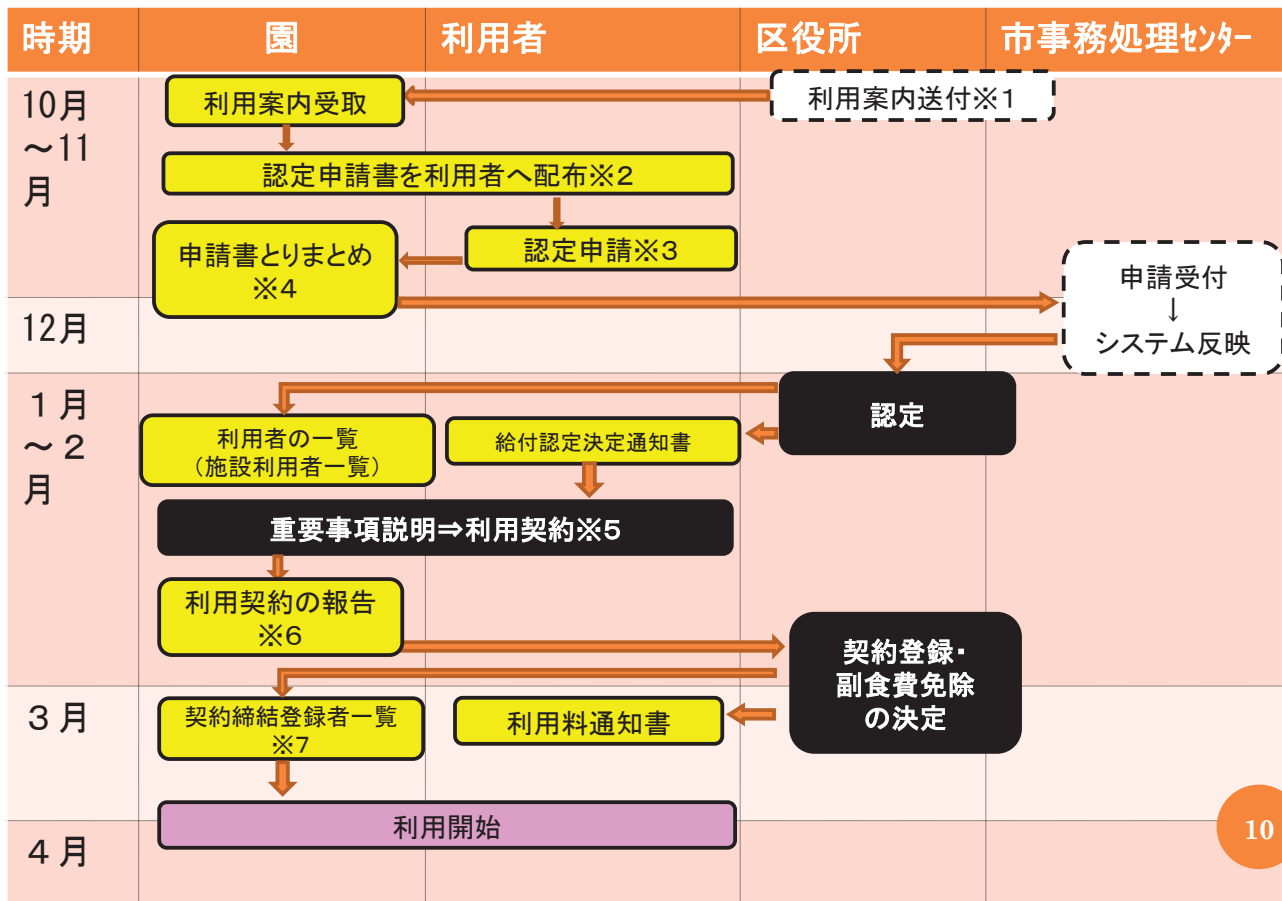 時期
園
利用者
区役所
市事務処理センター
10月
～11
月
利用案内受取
利用案内送付※1
認定申請書を利用者へ配布※2
認定申請※3
申請書とりまとめ
※4
申請受付
↓
システム反映
12月
１月
～２
月
認定
利用者の一覧
（施設利用者一覧）
給付認定決定通知書
重要事項説明⇒利用契約※5
利用契約の報告
※6
契約登録・
副食費免除
の決定
３月
契約締結登録者一覧
※7
利用料通知書
利用開始
４月
10